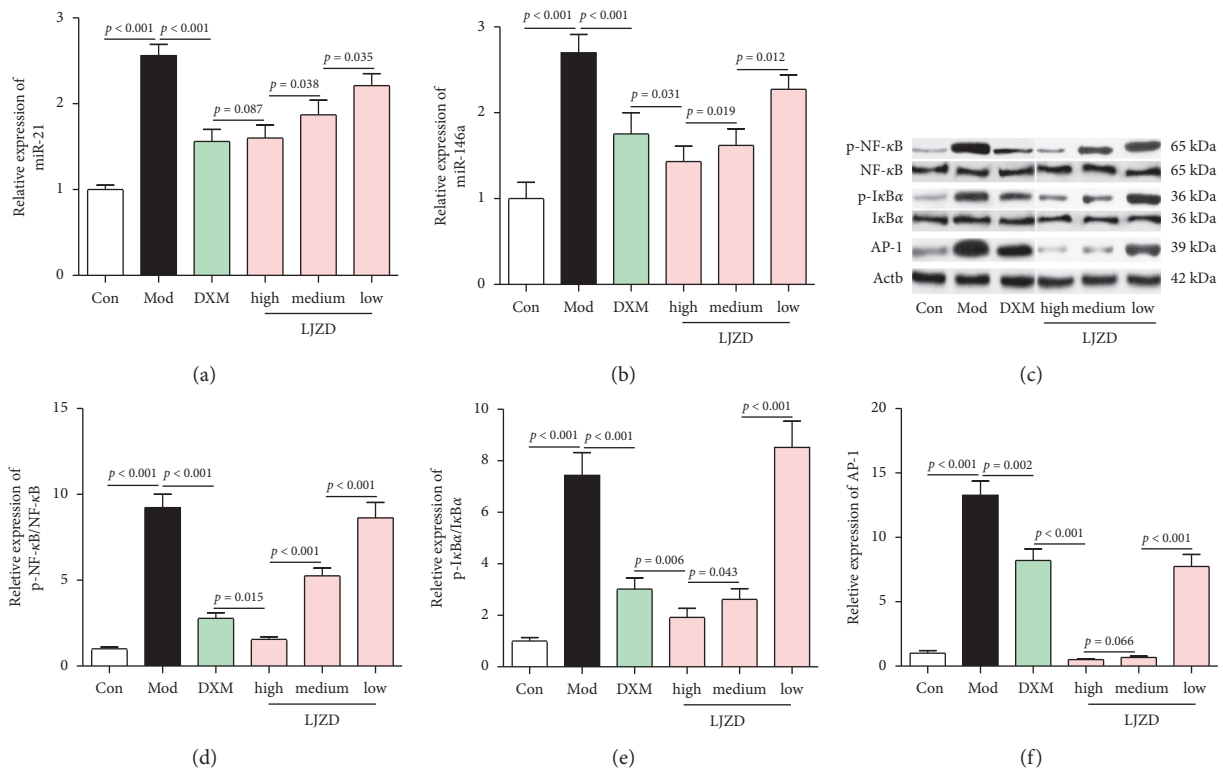 3
2
1
0
Relative expression of
miR-21
p < 0.001
p < 0.001
p = 0.087
p = 0.038
p = 0.035
Con
Mod
DXM
high
medium
low
LJZD
(a)
3
2
1
0
Relative expression of
miR-146a
p < 0.001
p < 0.001
p = 0.031
p = 0.019
p = 0.012
Con
Mod
DXM
high
medium
low
LJZD
(b)
p-NF-κB 65 kDa
NF-κB 65 kDa
p-IκBα 36 kDa
IκBα 36 kDa
AP-1 39 kDa
Actb 42 kDa
Con Mod DXM high medium low
LJZD
(c)
15
10
5
0
Reletive expression of
p-NF-κB/NF-κB
p < 0.001
p < 0.001
p = 0.015
p < 0.001
p < 0.001
Con
Mod
DXM
high
medium
low
LJZD
(d)
10
8
6
4
2
0
Reletive expression of
p-IκBα/IκBα
p < 0.001
p < 0.001
p = 0.006
p = 0.043
p < 0.001
Con
Mod
DXM
high
medium
low
LJZD
(e)
20
15
10
5
0
Reletive expression of AP-1
p < 0.001
p = 0.002
p < 0.001
p = 0.066
p < 0.001
Con
Mod
DXM
high
medium
low
LJZD
(f)